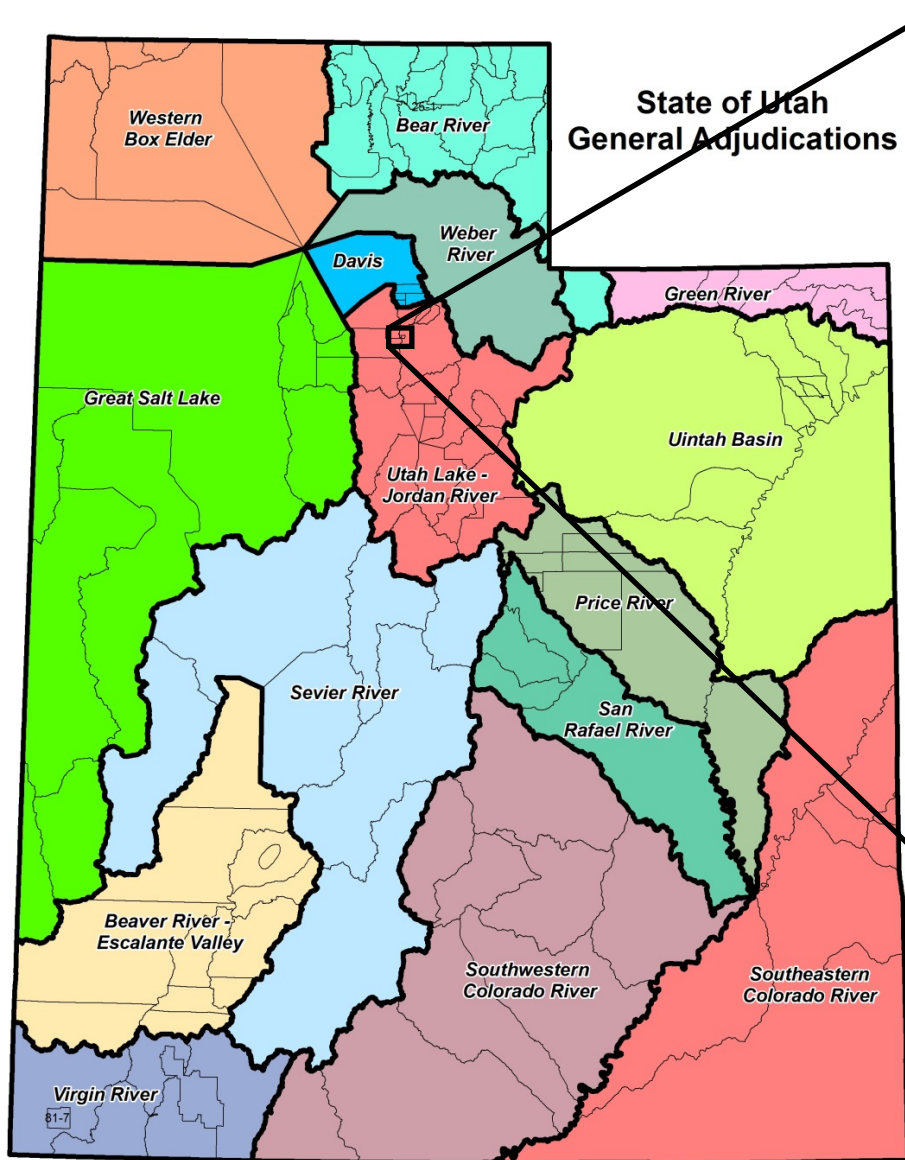 State of Utah
General Adjudications
Western
Box Elder
25-1
Bear River
Weber
River
Davis
Green River
Great Salt Lake
Uintah Basin
Utah Lake -
Jordan River
Price River
Sevier River
San
Rafael River
Beaver River -
Escalante Valley
Southwestern
Colorado River
Southeastern
Colorado River
Virgin River
81-7